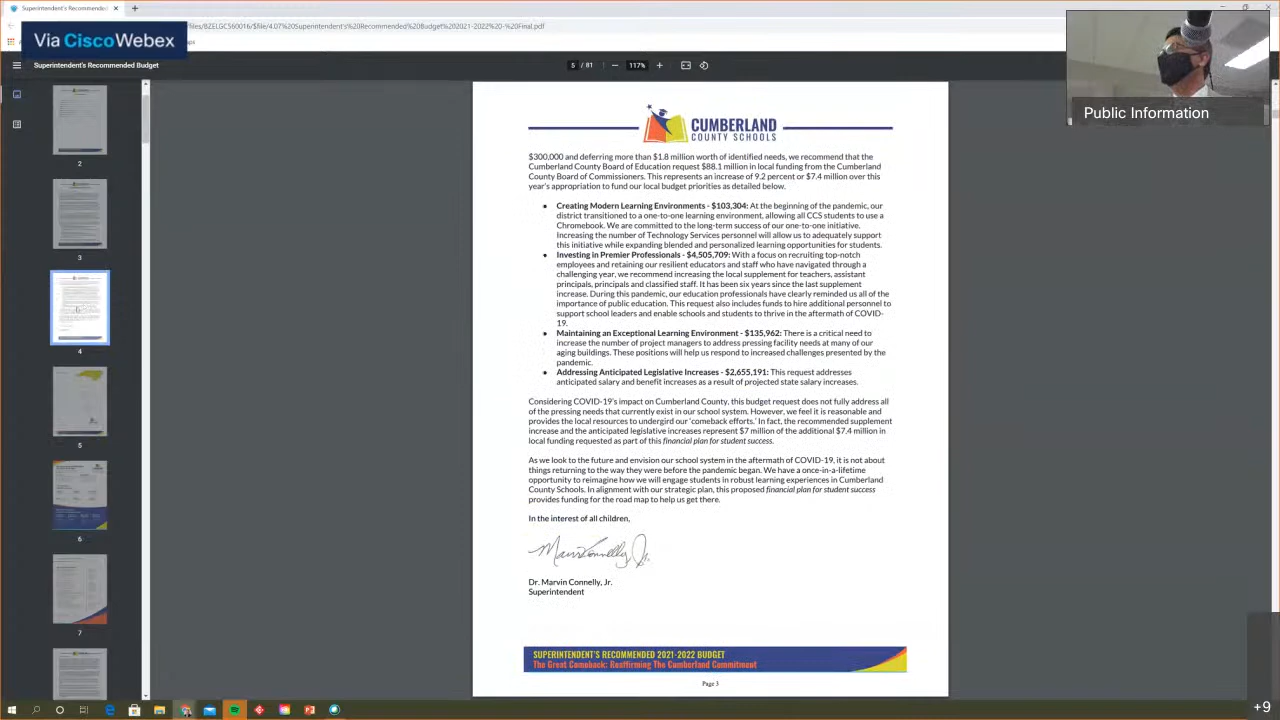 Superintendent's Recommended
files/BZELGC560016/$file/4.07%20Superintendent's%20Recommended%20Budget%202021-2022%20-%20Final.pdf
Via Cisco Webex
Superintendent's Recommended Budget
5 / 81
117%
Public Information
2
3
4
5
6
7
CUMBERLAND
COUNTY SCHOOLS
$300,000 and deferring more than $1.8 million worth of identified needs, we recommend that the
Cumberland County Board of Education request $88.1 million in local funding from the Cumberland
County Board of Commissioners. This represents an increase of 9.2 percent or $7.4 million over this
year's appropriation to fund our local budget priorities as detailed below.
● Creating Modern Learning Environments - $103,304: At the beginning of the pandemic, our
district transitioned to a one-to-one learning environment, allowing all CCS students to use a
Chromebook. We are committed to the long-term success of our one-to-one initiative.
Increasing the number of Technology Services personnel will allow us to adequately support
this initiative while expanding blended and personalized learning opportunities for students.
● Investing in Premier Professionals - $4,505,709: With a focus on recruiting top-notch
employees and retaining our resilient educators and staff who have navigated through a
challenging year, we recommend increasing the local supplement for teachers, assistant
principals, principals and classified staff. It has been six years since the last supplement
increase. During this pandemic, our education professionals have clearly reminded us all of the
importance of public education. This request also includes funds to hire additional personnel to
support school leaders and enable schools and students to thrive in the aftermath of COVID-
19.
● Maintaining an Exceptional Learning Environment - $135,962: There is a critical need to
increase the number of project managers to address pressing facility needs at many of our
aging buildings. These positions will help us respond to increased challenges presented by the
pandemic.
● Addressing Anticipated Legislative Increases - $2,655,191: This request addresses
anticipated salary and benefit increases as a result of projected state salary increases.
Considering COVID-19's impact on Cumberland County, this budget request does not fully address all
of the pressing needs that currently exist in our school system. However, we feel it is reasonable and
provides the local resources to undergird our 'comeback efforts.' In fact, the recommended supplement
increase and the anticipated legislative increases represent $7 million of the additional $7.4 million in
local funding requested as part of this financial plan for student success.
As we look to the future and envision our school system in the aftermath of COVID-19, it is not about
things returning to the way they were before the pandemic began. We have a once-in-a-lifetime
opportunity to reimagine how we will engage students in robust learning experiences in Cumberland
County Schools. In alignment with our strategic plan, this proposed financial plan for student success
provides funding for the road map to help us get there.
In the interest of all children,
Marvin Connelly, Jr.
Dr. Marvin Connelly, Jr.
Superintendent
SUPERINTENDENT'S RECOMMENDED 2021-2022 BUDGET
The Great Comeback: Reaffirming The Cumberland Commitment
Page 3
+9